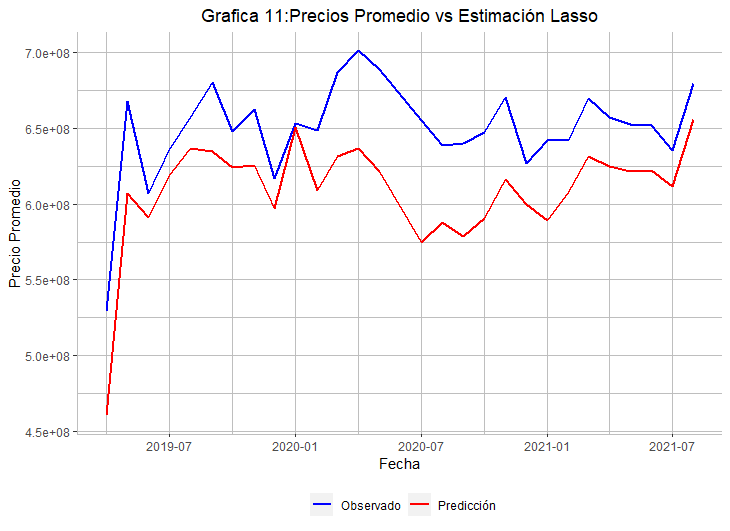 Grafica 11:Precios Promedio vs Estimación Lasso
Precio Promedio
7.0e+08
6.5e+08
6.0e+08
5.5e+08
5.0e+08
4.5e+08
2019-07 2020-01 2020-07 2021-01 2021-07
Fecha
Observado Predicción